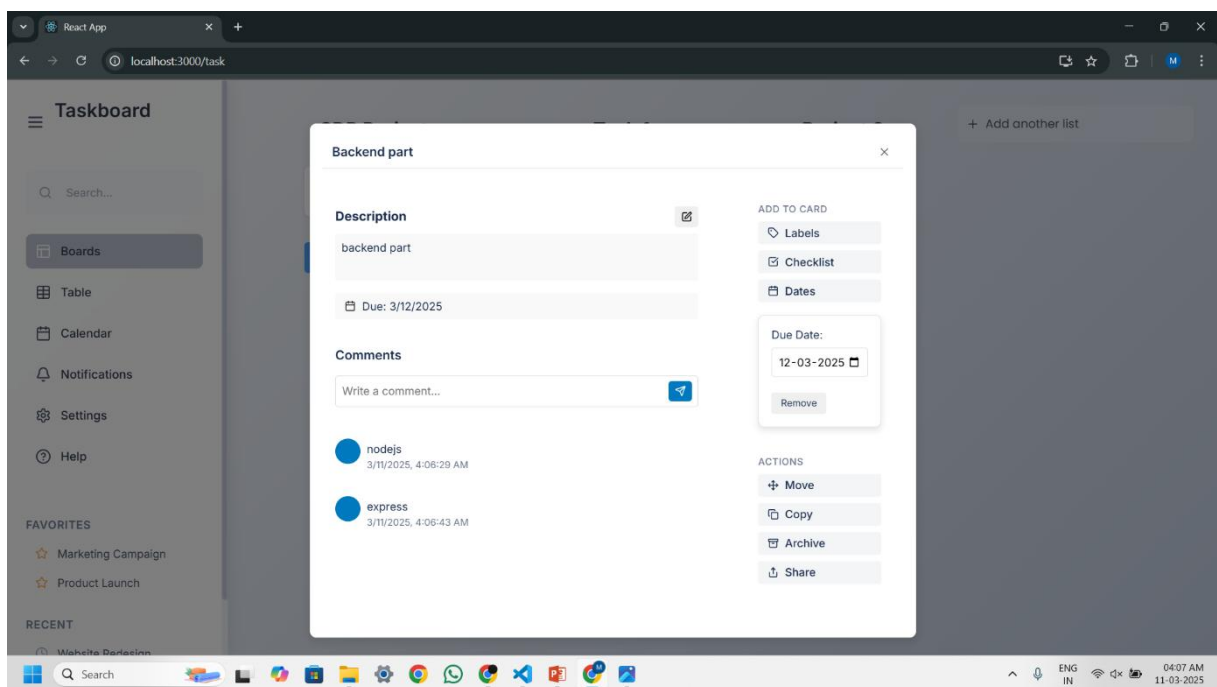 React App
localhost:3000/task
M
Taskboard
Search...
Boards
Table
Calendar
Notifications
Settings
Help
FAVORITES
Marketing Campaign
Product Launch
RECENT
Website Redesign
+ Add another list
Backend part
Description
backend part
Due: 3/12/2025
Comments
Write a comment...
nodejs
3/11/2025, 4:06:29 AM
express
3/11/2025, 4:06:43 AM
ADD TO CARD
Labels
Checklist
Dates
Due Date:
12-03-2025
Remove
ACTIONS
Move
Copy
Archive
Share
Search
ENG
IN
04:07 AM
11-03-2025